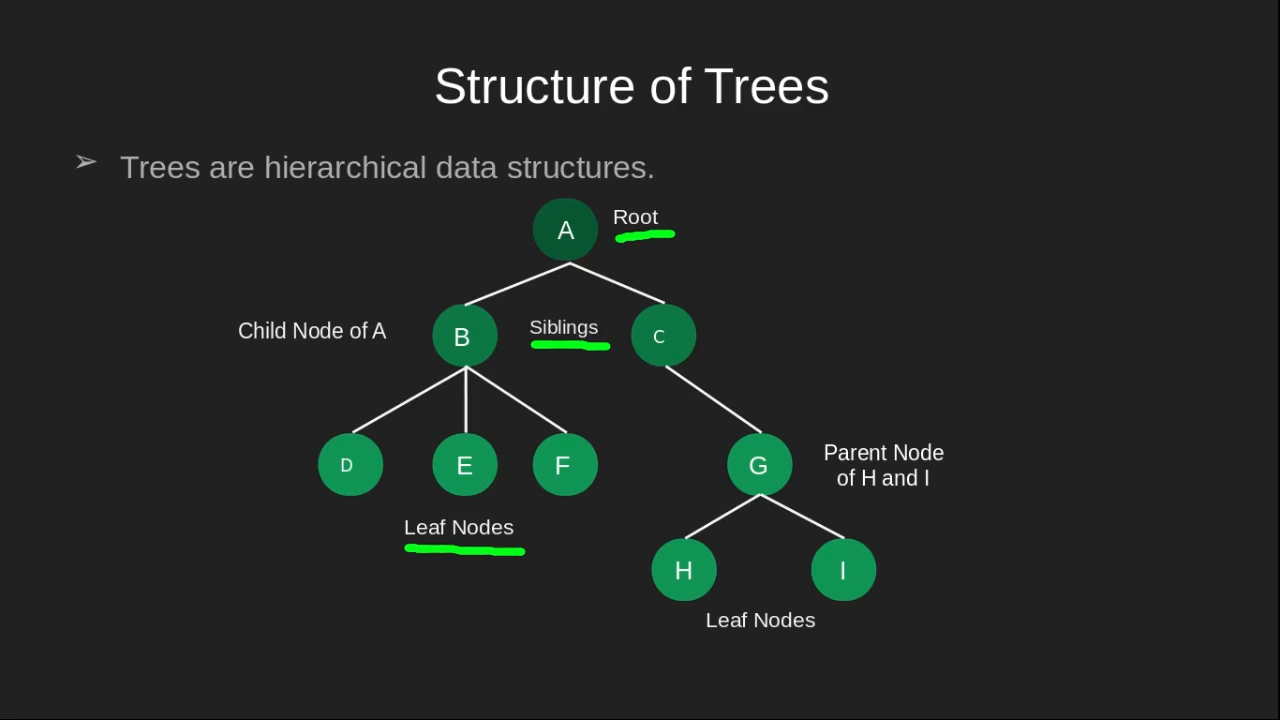 Structure of Trees
➢ Trees are hierarchical data structures.
A
Root
Child Node of A
B
Siblings
C
D
E
F
G
Parent Node
of H and I
Leaf Nodes
H
I
Leaf Nodes